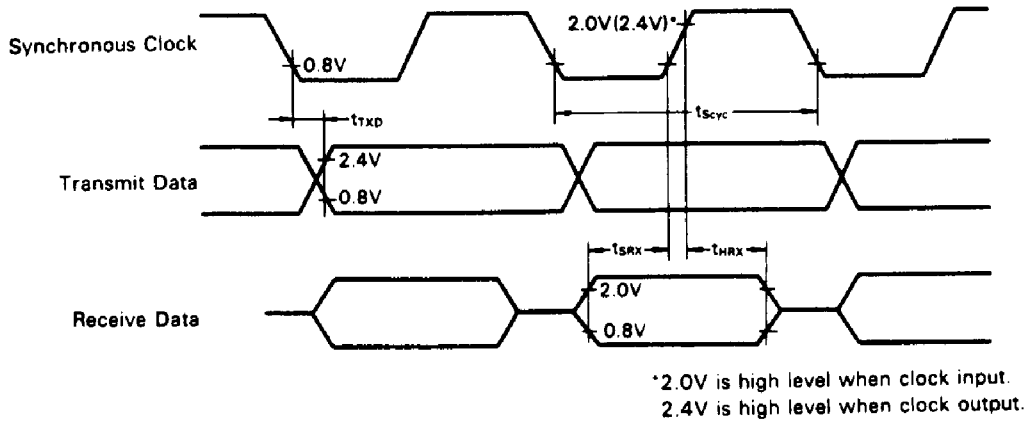 Synchronous Clock
2.0V(2.4V)*
0.8V
tScyc
tTXD
Transmit Data
2.4V
0.8V
tSRX
tHRX
Receive Data
2.0V
0.8V
*2.0V is high level when clock input.
2.4V is high level when clock output.